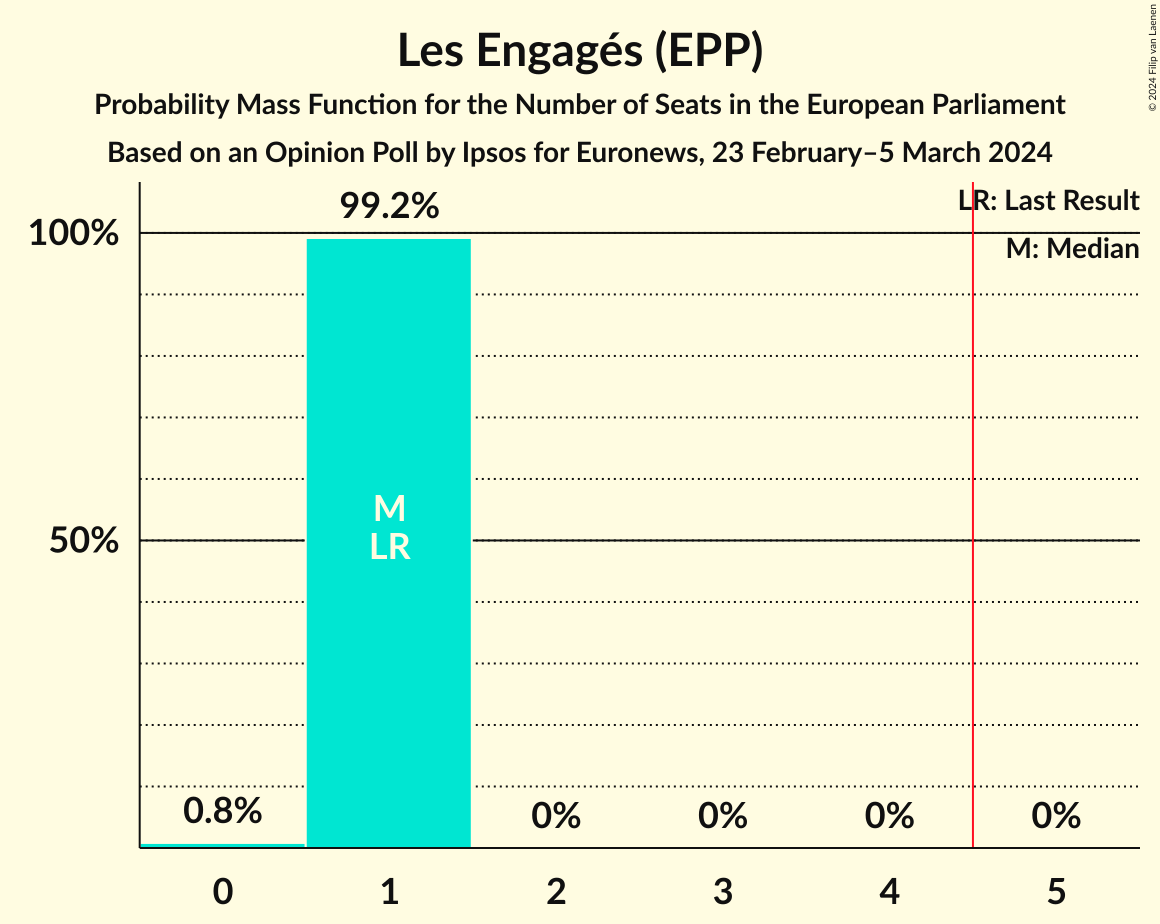 Les Engagés (EPP)
Probability Mass Function for the Number of Seats in the European Parliament
Based on an Opinion Poll by Ipsos for Euronews, 23 February–5 March 2024
© 2024 Filip van Laenen
LR: Last Result
M: Median
100%
50%
99.2%
M
LR
0.8%
0%
0%
0%
0%
0
1
2
3
4
5